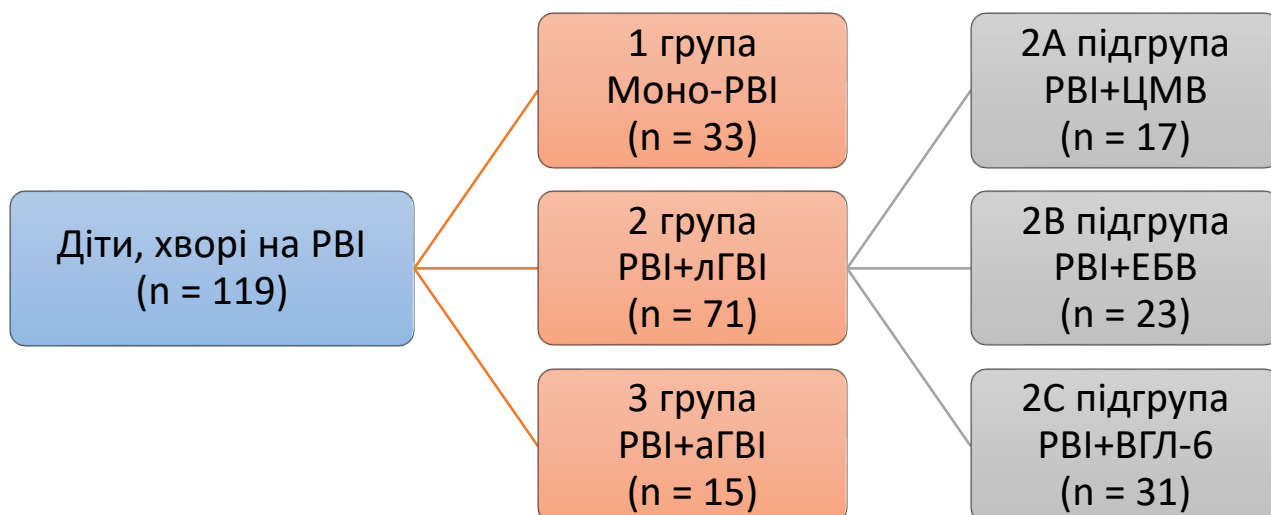 Діти, хворі на РВІ
(n = 119)
1 група
Моно-РВІ
(n = 33)
2 група
РВІ+лГВІ
(n = 71)
3 група
РВІ+аГВІ
(n = 15)
2А підгрупа
РВІ+ЦМВ
(n = 17)
2В підгрупа
РВІ+ЕБВ
(n = 23)
2С підгрупа
РВІ+ВГЛ-6
(n = 31)